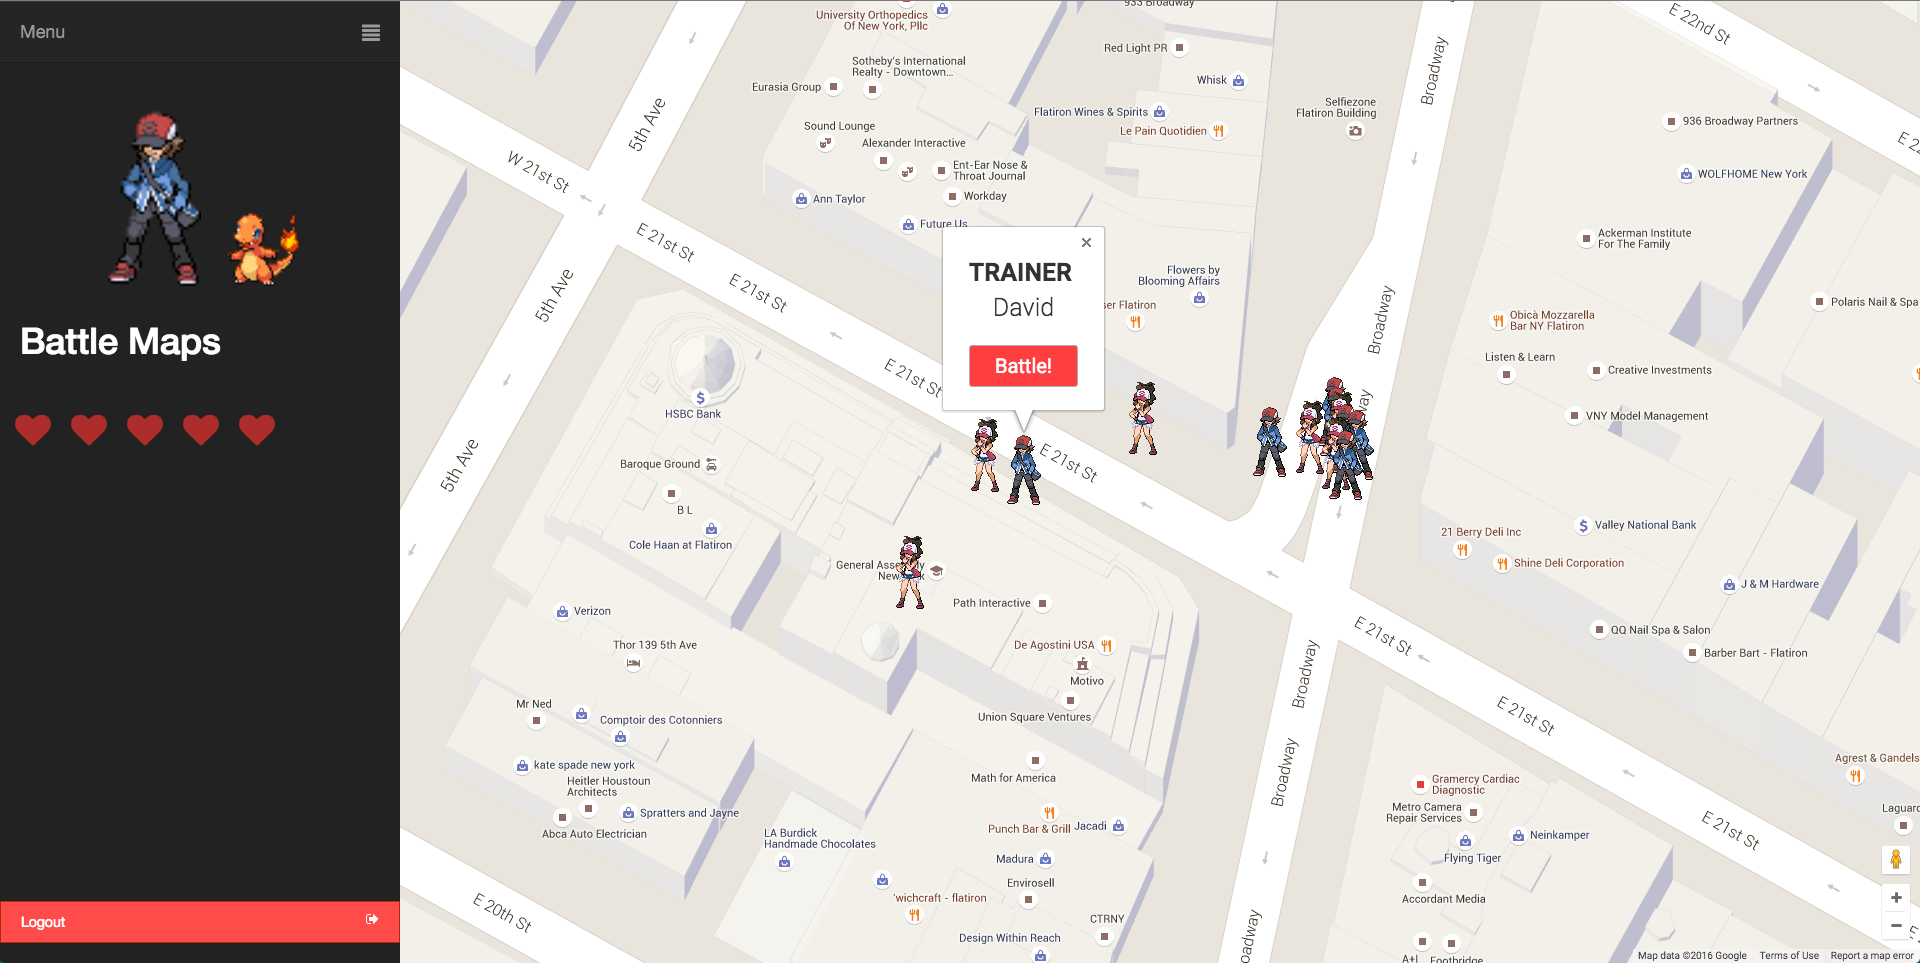 Menu
Battle Maps
Logout
933 Broadway
University Orthopedics
Of New York, Pllc
E 22nd St
Red Light PR
Sotheby's International
Realty - Downtown...
Eurasia Group
Whisk
Broadway
5th Ave
Selfiezone
Flatiron Building
Flatiron Wines & Spirits
Le Pain Quotidien
936 Broadway Partners
Sound Lounge
Alexander Interactive
W 21st St
Ent-Ear Nose &
Throat Journal
WOLFHOME New York
Ann Taylor
Workday
Future Us
E 21st St
Ackerman Institute
For The Family
TRAINER
David
Battle!
Flowers by
Blooming Affairs
E 21st St
5th Ave
Broadway
ser Flatiron
Polaris Nail & Spa
Obicà Mozzarella
Bar NY Flatiron
Listen & Learn
Creative Investments
E 21st St
HSBC Bank
VNY Model Management
5th Ave
Baroque Ground
E 21st St
B L
Cole Haan at Flatiron
Valley National Bank
21 Berry Deli Inc
Shine Deli Corporation
General Assembly
J & M Hardware
Path Interactive
Verizon
E 21st St
QQ Nail Spa & Salon
Thor 139 5th Ave
De Agostini USA
Barber Bart - Flatiron
Broadway
Motivo
Mr Ned
Comptoir des Cotonniers
Union Square Ventures
E 21st St
kate spade new york
Heitler Houstoun
Architects
Math for America
Broadway
Agrest & Gandels
Gramercy Cardiac
Diagnostic
Metro Camera
Repair Services
Spratters and Jayne
Abca Auto Electrician
LA Burdick
Handmade Chocolates
Punch Bar & Grill
Jacadi
Neinkamper
E 21st St
Madura
Flying Tiger
Envirosell
'wichcraft - flatiron
Accordant Media
E 20th St
CTRNY
Design Within Reach
Map data ©2016 Google
Terms of Use
Report a map error